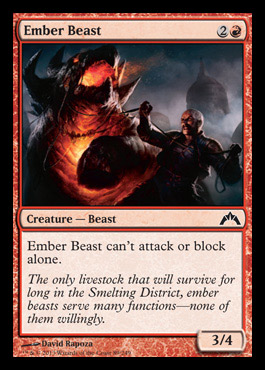 Ember Beast 2
Creature — Beast
Ember Beast can't attack or block
alone.
The only livestock that will survive for
long in the Smelting District, ember
beasts serve many functions—none of
them willingly.
David Rapoza
3/4